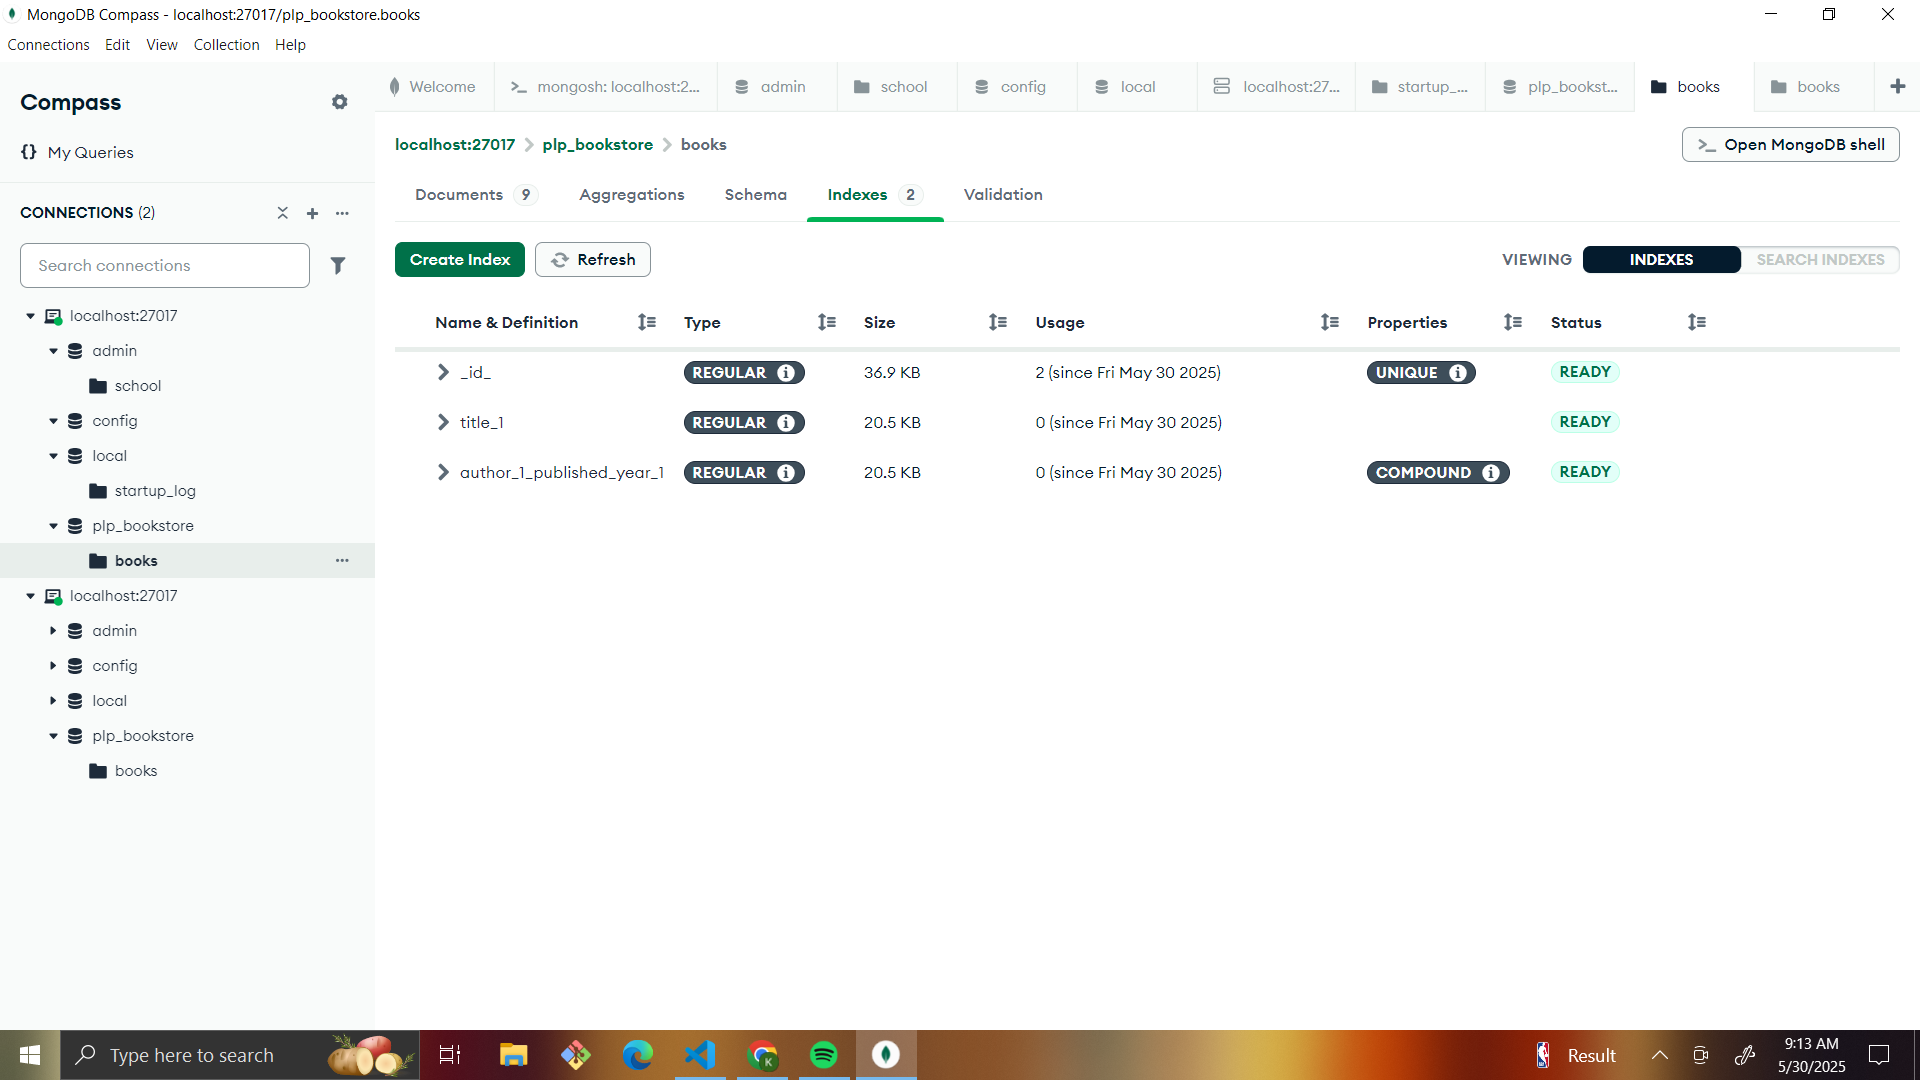 MongoDB Compass - localhost:27017/plp_bookstore.books
Connections Edit View Collection Help
Compass
My Queries
CONNECTIONS (2)
Search connections
localhost:27017
admin
school
config
local
startup_log
plp_bookstore
books
localhost:27017
admin
config
local
plp_bookstore
books
Welcome mongosh: localhost:2... admin school config local localhost:27... startup_... plp_bookst... books books
localhost:27017 plp_bookstore books
Open MongoDB shell
Documents 9 Aggregations Schema Indexes 2 Validation
Create Index Refresh VIEWING INDEXES SEARCH INDEXES
Name & Definition Type Size Usage Properties Status
_id_ REGULAR 36.9 KB 2 (since Fri May 30 2025) UNIQUE READY
title_1 REGULAR 20.5 KB 0 (since Fri May 30 2025) READY
author_1_published_year_1 REGULAR 20.5 KB 0 (since Fri May 30 2025) COMPOUND READY
Type here to search
K
Result
9:13 AM
5/30/2025